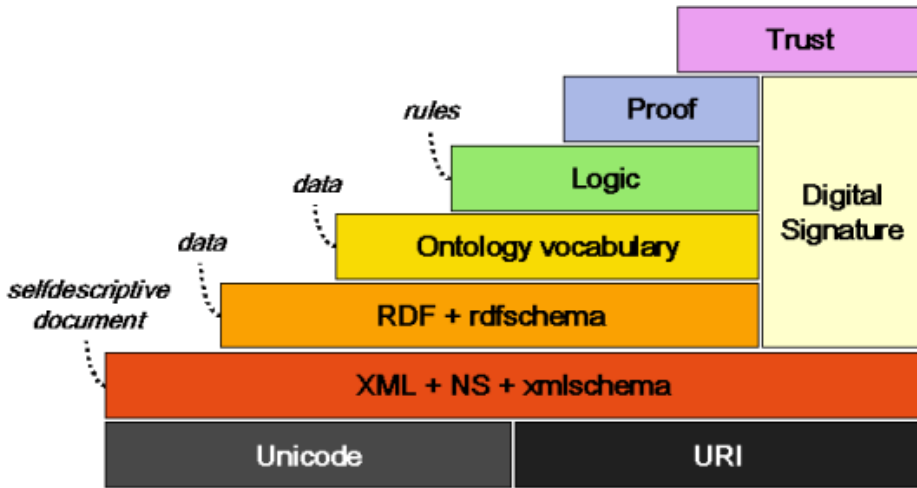 Trust
Proof
rules
Logic
Digital
Signature
data
Ontology vocabulary
data
RDF + rdfschema
selfdescriptive
document
XML + NS + xmlschema
Unicode
URI